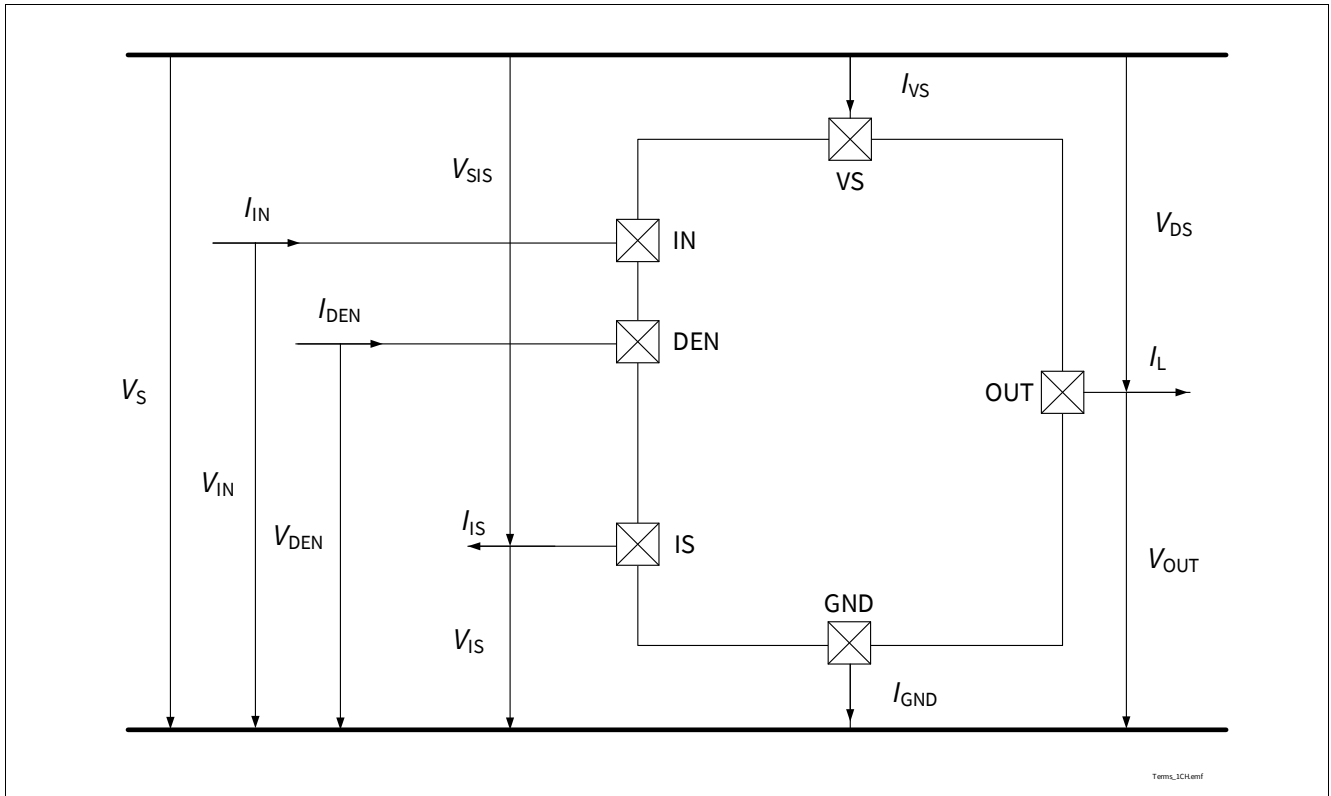 I_VS
V_SIS
VS
I_IN
V_DS
IN
I_DEN
DEN
I_L
V_S
OUT
V_IN
I_IS
V_DEN
IS
V_OUT
GND
V_IS
I_GND
Terms_1CH.emf